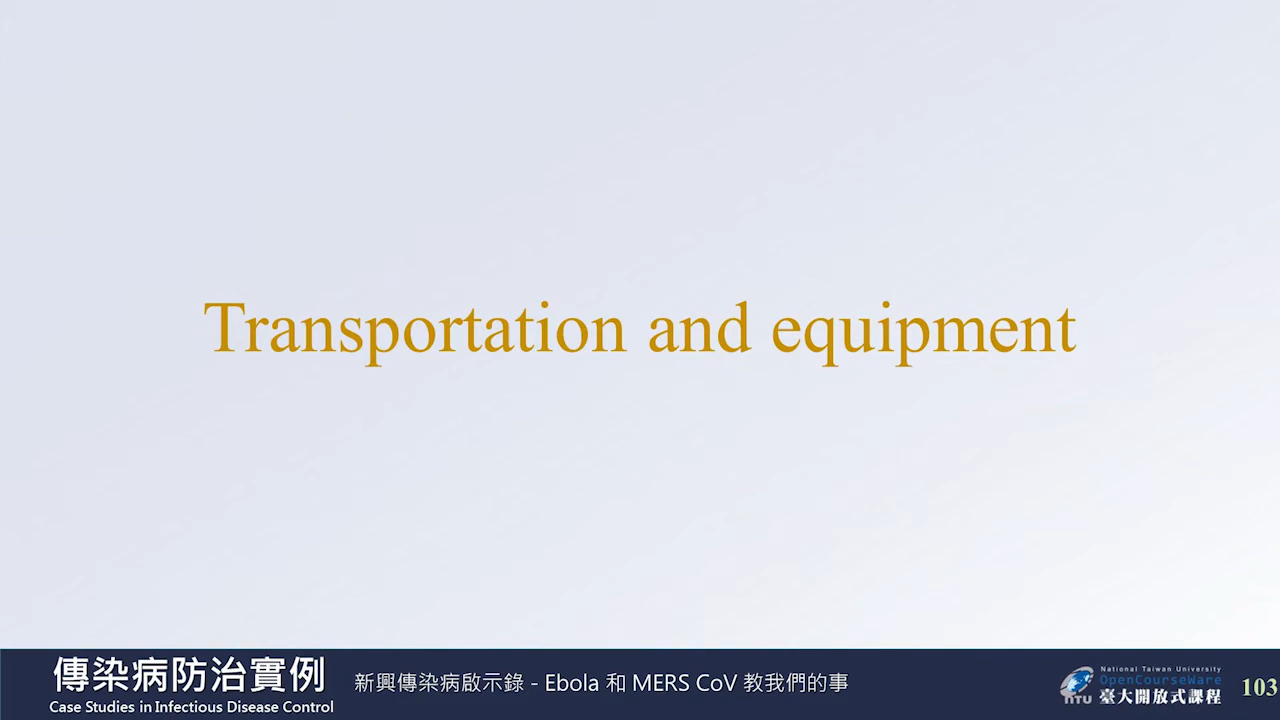 Transportation and equipment
傳染病防治實例
Case Studies in Infectious Disease Control
新興傳染病啟示錄 - Ebola 和 MERS CoV 教我們的事
National Taiwan University
OpenCourseWare
NTU 臺大開放式課程
103